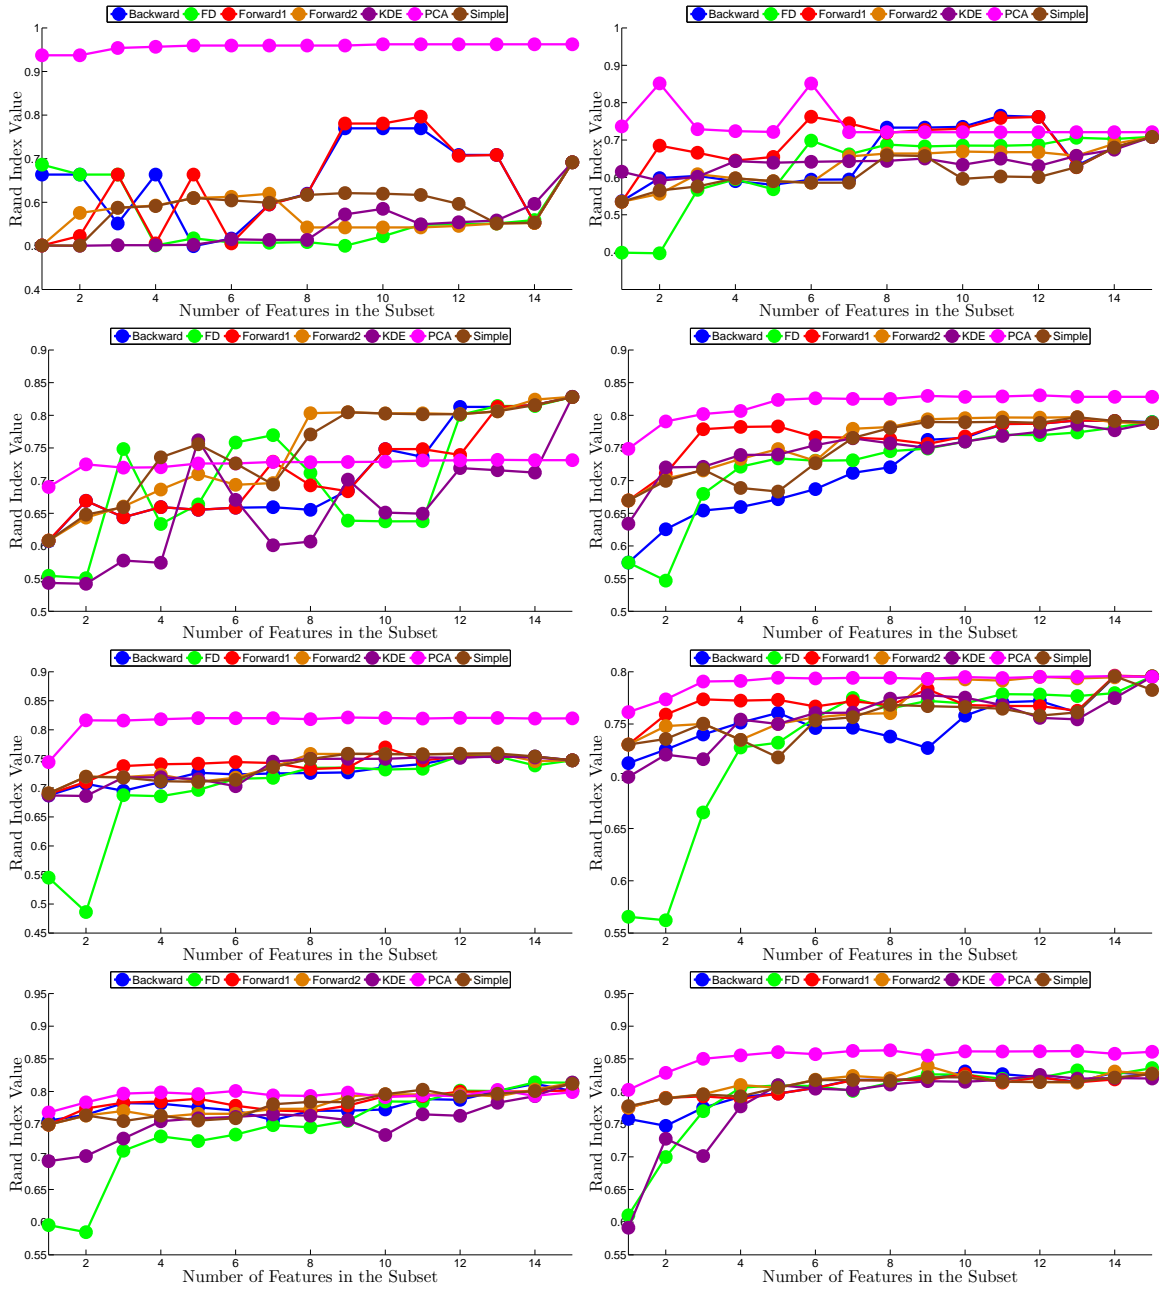 Backward FD Forward1 Forward2 KDE PCA Simple
Rand Index Value
1
0.9
0.8
0.7
0.6
0.5
0.4
2 4 6 8 10 12 14
Number of Features in the Subset
Backward FD Forward1 Forward2 KDE PCA Simple
Rand Index Value
1
0.9
0.8
0.7
0.6
0.5
0.4
2 4 6 8 10 12 14
Number of Features in the Subset
Backward FD Forward1 Forward2 KDE PCA Simple
Rand Index Value
0.9
0.85
0.8
0.75
0.7
0.65
0.6
0.55
0.5
2 4 6 8 10 12 14
Number of Features in the Subset
Backward FD Forward1 Forward2 KDE PCA Simple
Rand Index Value
0.9
0.85
0.8
0.75
0.7
0.65
0.6
0.55
0.5
2 4 6 8 10 12 14
Number of Features in the Subset
Backward FD Forward1 Forward2 KDE PCA Simple
Rand Index Value
0.9
0.85
0.8
0.75
0.7
0.65
0.6
0.55
0.5
0.45
2 4 6 8 10 12 14
Number of Features in the Subset
Backward FD Forward1 Forward2 KDE PCA Simple
Rand Index Value
0.8
0.75
0.7
0.65
0.6
0.55
2 4 6 8 10 12 14
Number of Features in the Subset
Backward FD Forward1 Forward2 KDE PCA Simple
Rand Index Value
0.95
0.9
0.85
0.8
0.75
0.7
0.65
0.6
0.55
2 4 6 8 10 12 14
Number of Features in the Subset
Backward FD Forward1 Forward2 KDE PCA Simple
Rand Index Value
0.95
0.9
0.85
0.8
0.75
0.7
0.65
0.6
0.55
2 4 6 8 10 12 14
Number of Features in the Subset